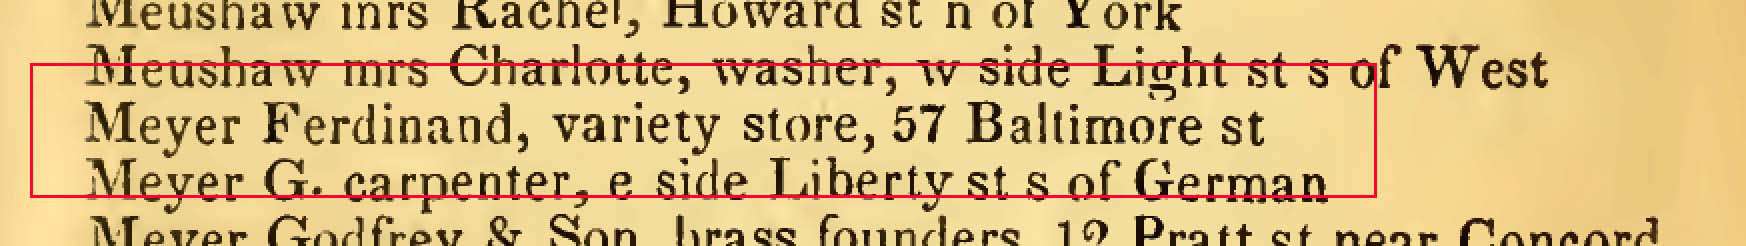 Meushaw mrs Rachel, Howard st n of York
Meushaw mrs Charlotte, washer, w side Light st s of West
Meyer Ferdinand, variety store, 57 Baltimore st
Meyer G. carpenter, e side Liberty st s of German
Meyer Godfrey & Son, brass founders, 12 Pratt st near Concord